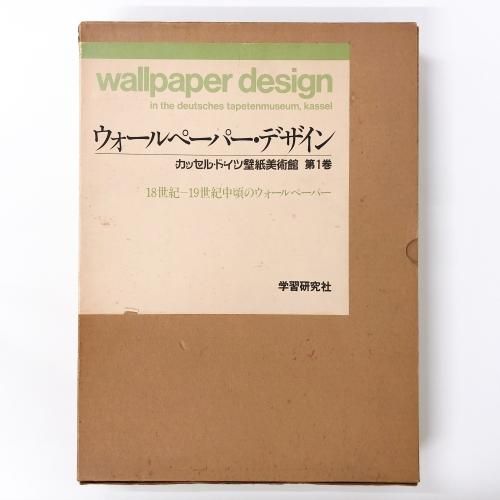 wallpaper design
in the deutsches tapetenmuseum, kassel
ウォールペーパー・デザイン
カッセル・ドイツ壁紙美術館 第1巻
18世紀―19世紀中頃のウォールペーパー
学習研究社